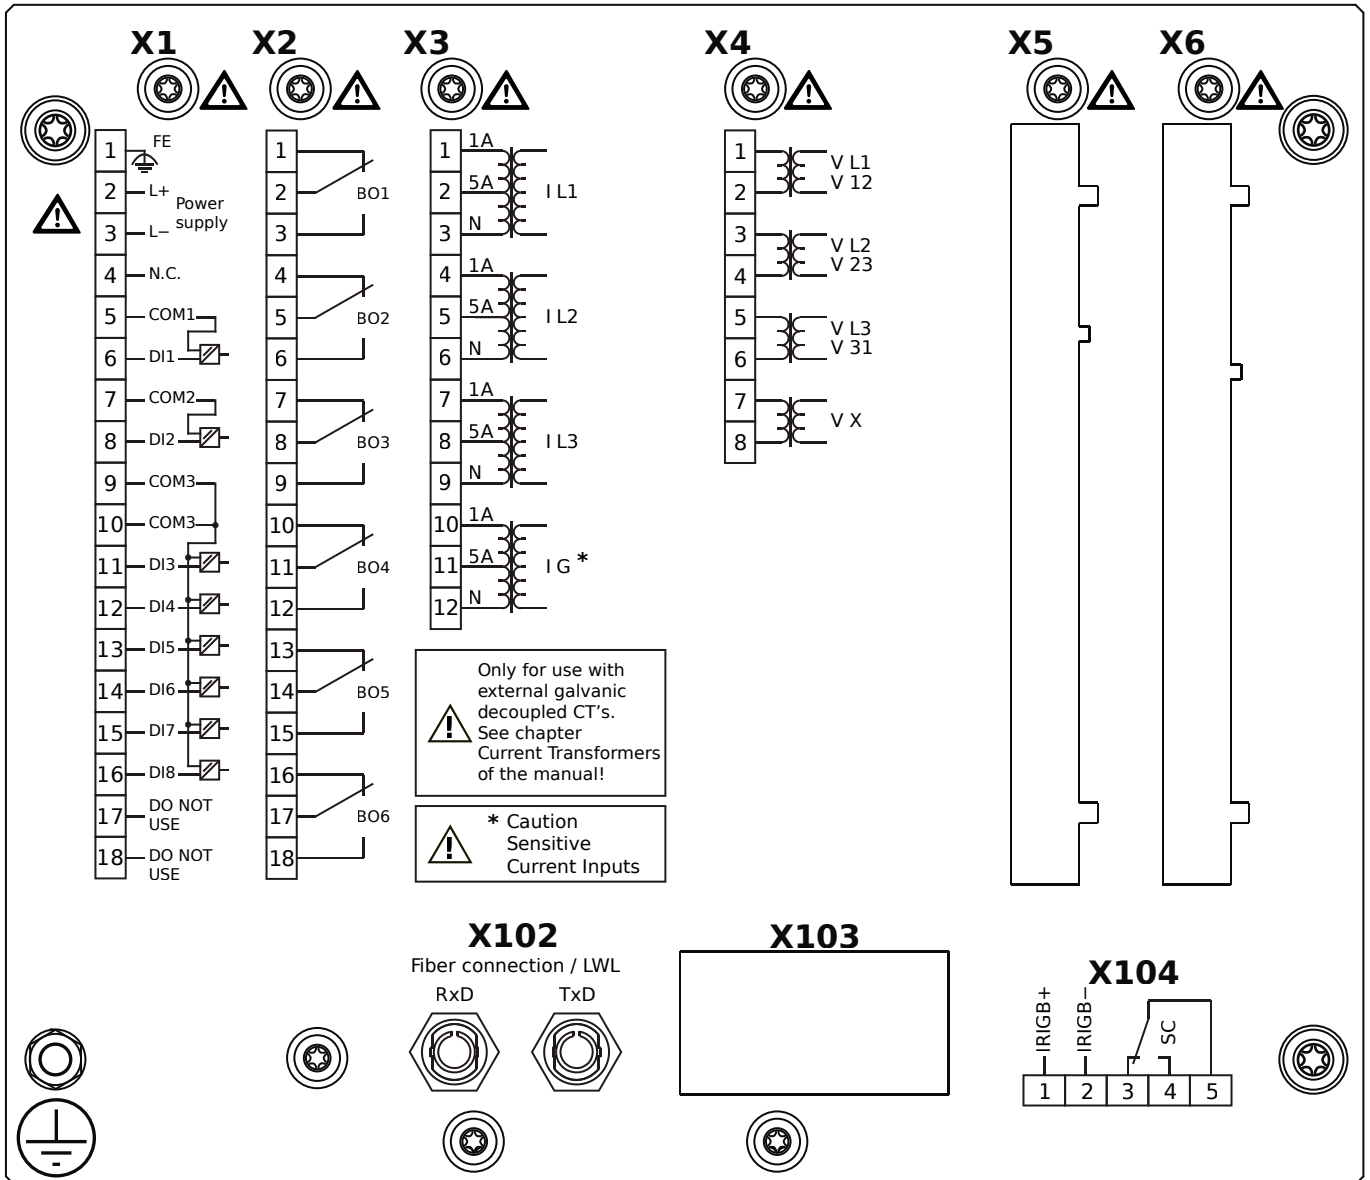 X1 X2 X3 X4 X5 X6
1 FE
2 L+
Power
supply
3 L−
4 N.C.
5 COM1
6 DI1
7 COM2
8 DI2
9 COM3
10 COM3
11 DI3
12 DI4
13 DI5
14 DI6
15 DI7
16 DI8
17 DO NOT
USE
18 DO NOT
USE
1
2 BO1
3
4
5 BO2
6
7
8 BO3
9
10
11 BO4
12
13
14 BO5
15
16
17 BO6
18
1 1A
2 5A I L1
3 N
4 1A
5 5A I L2
6 N
7 1A
8 5A I L3
9 N
10 1A
11 5A I G *
12 N
1 V L1
2 V 12
3 V L2
4 V 23
5 V L3
6 V 31
7 V X
8
Only for use with
external galvanic
decoupled CT's.
See chapter
Current Transformers
of the manual!
* Caution
Sensitive
Current Inputs
X102
Fiber connection / LWL
RxD TxD
X103
X104
IRIGB+
IRIGB−
SC
1 2 3 4 5